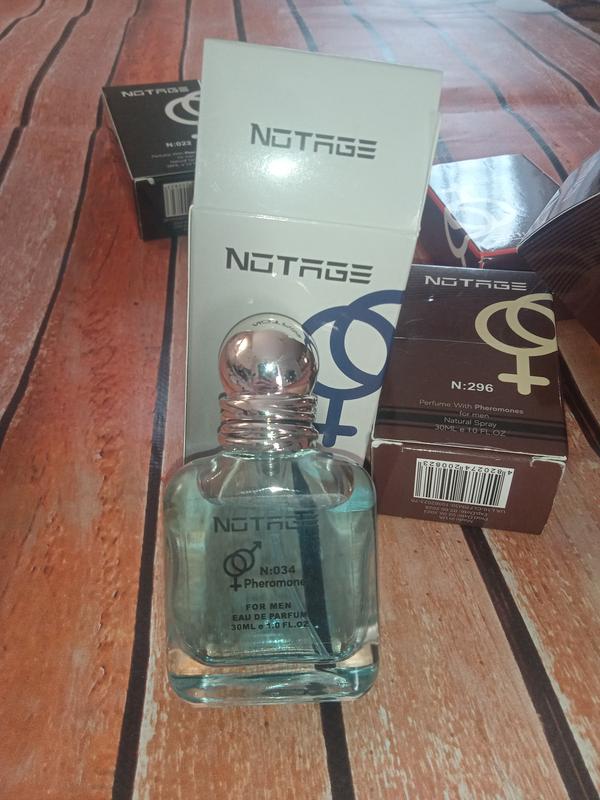 NOTAGE
N:023
NOTAGE
NOTAGE
NOTAGE
N:296
Perfume With Pheromones
for men
Natural Spray
30ML e 1.0 FL.OZ
4820274200823
NOTAGE
N:034
Pheromone
FOR MEN
EAU DE PARFUM
30ML e 1.0 FL.OZ